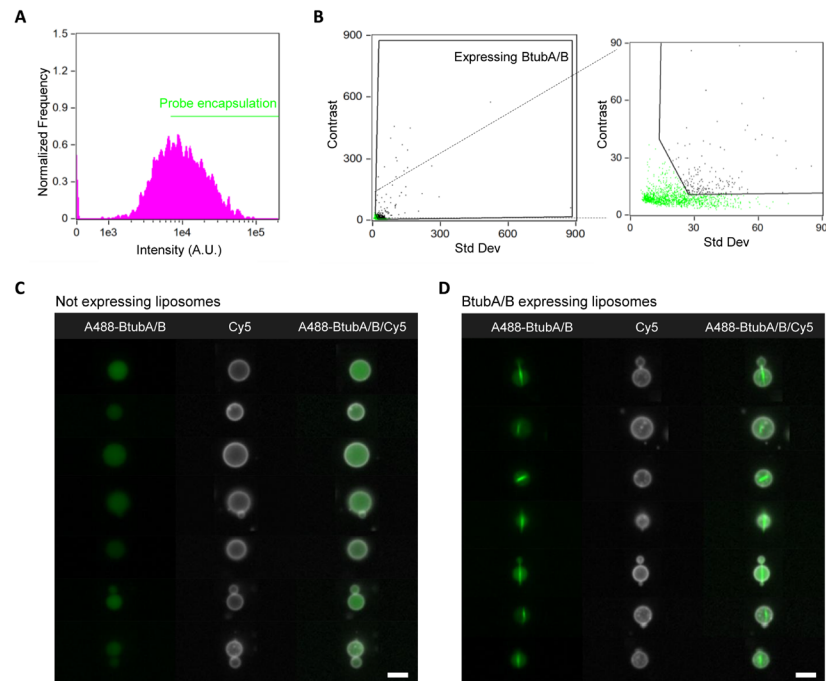 A
1.5
1.2
0.9
0.6
0.3
0
Normalized Frequency
Probe encapsulation
0 1e3 1e4 1e5
Intensity (A.U.)
B
900
600
300
0
Contrast
Expressing BtubA/B
0 300 600 900
Std Dev
90
60
30
0
Contrast
0 30 60 90
Std Dev
C
Not expressing liposomes
A488-BtubA/B Cy5 A488-BtubA/B/Cy5
D
BtubA/B expressing liposomes
A488-BtubA/B Cy5 A488-BtubA/B/Cy5